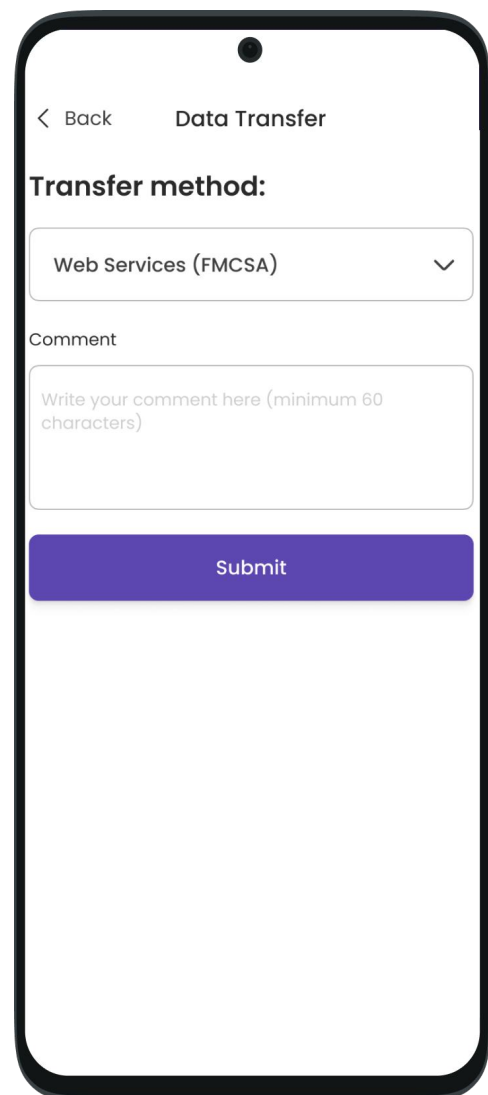 Back
Data Transfer
Transfer method:
Web Services (FMCSA)
Comment
Write your comment here (minimum 60
characters)
Submit